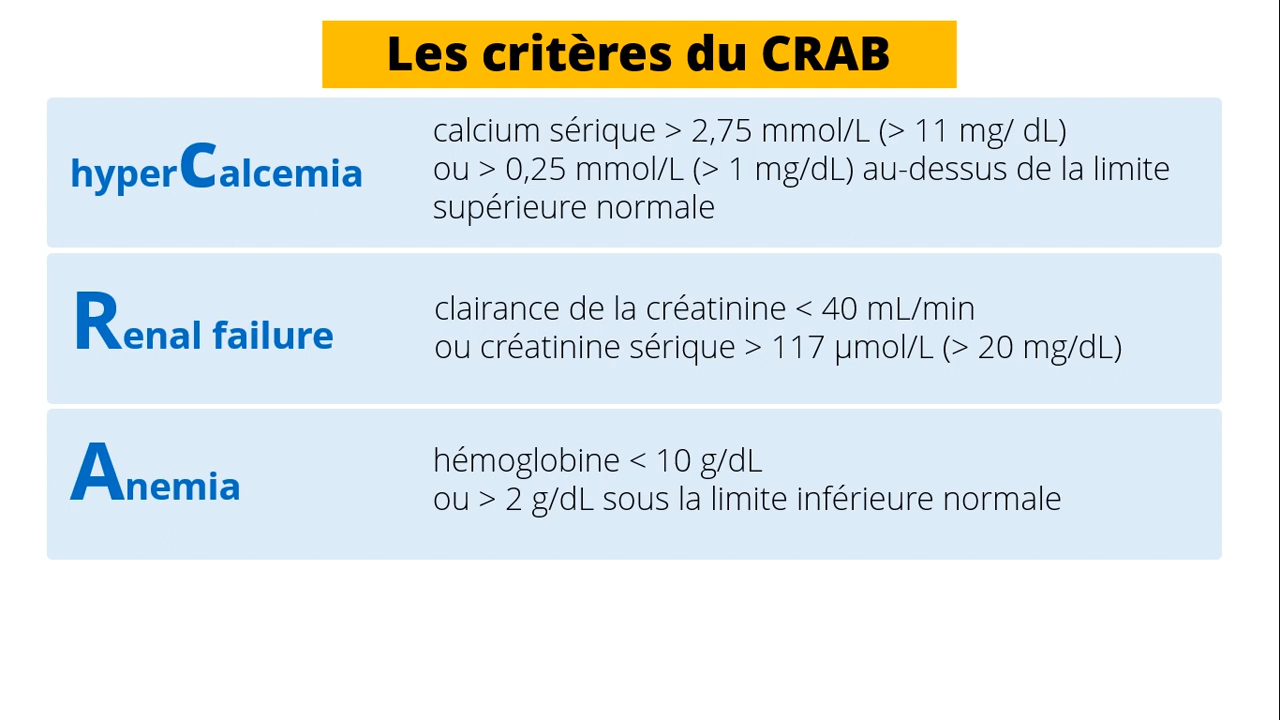 Les critères du CRAB
hyperCalcemia
calcium sérique > 2,75 mmol/L (> 11 mg/ dL)
ou > 0,25 mmol/L (> 1 mg/dL) au-dessus de la limite
supérieure normale
Renal failure
clairance de la créatinine < 40 mL/min
ou créatinine sérique > 117 µmol/L (> 20 mg/dL)
Anemia
hémoglobine < 10 g/dL
ou > 2 g/dL sous la limite inférieure normale